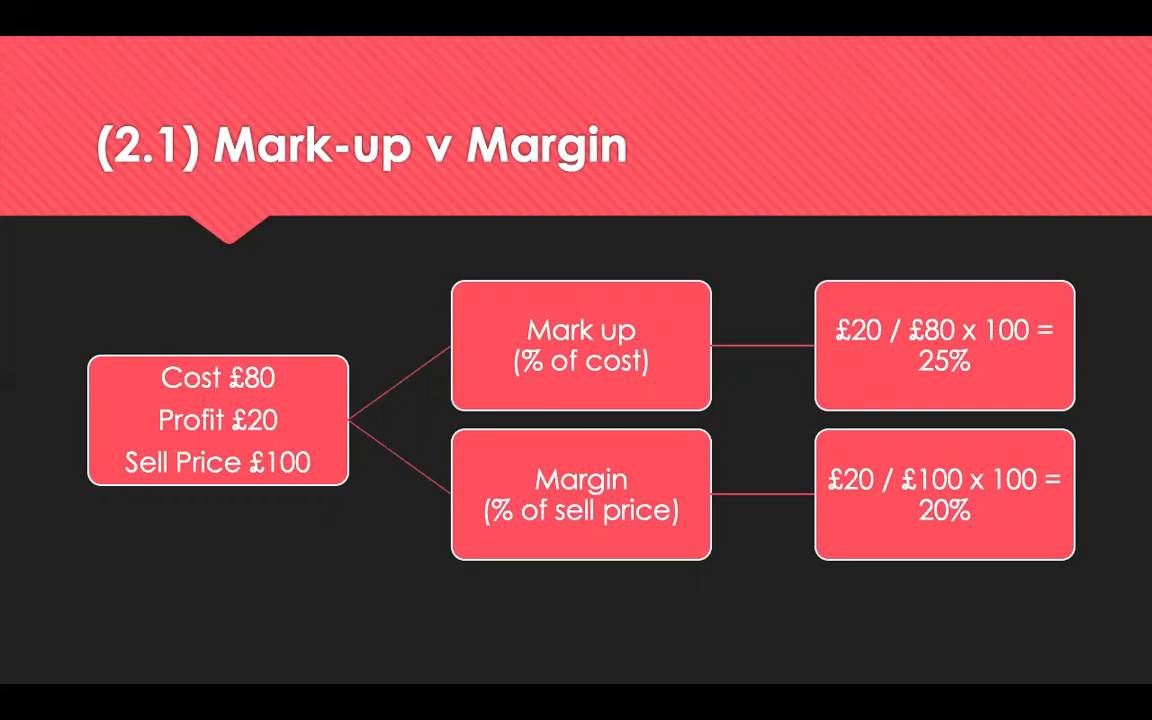 (2.1) Mark-up v Margin
Cost £80
Profit £20
Sell Price £100
Mark up
(% of cost)
£20 / £80 x 100 =
25%
Margin
(% of sell price)
£20 / £100 x 100 =
20%